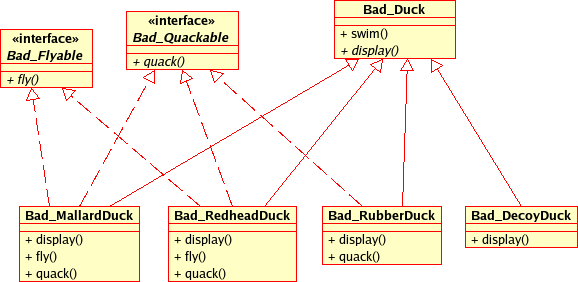 «interface»
Bad_Flyable
+ fly()
«interface»
Bad_Quackable
+ quack()
Bad_Duck
+ swim()
+ display()
Bad_MallardDuck
+ display()
+ fly()
+ quack()
Bad_RedheadDuck
+ display()
+ fly()
+ quack()
Bad_RubberDuck
+ display()
+ quack()
Bad_DecoyDuck
+ display()